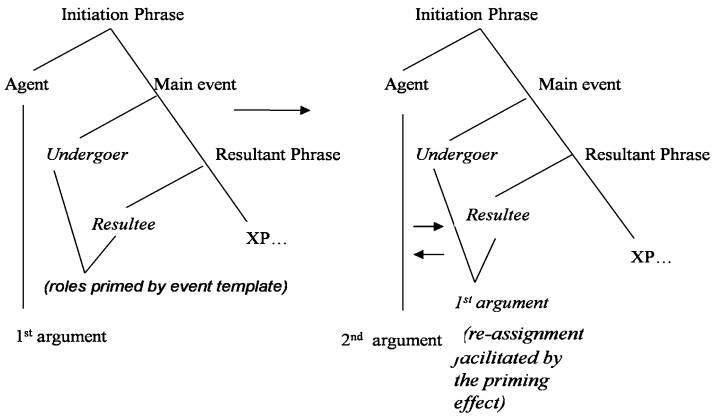 Initiation Phrase
Agent
Main event
Undergoer
Resultant Phrase
Resultee
XP…
(roles primed by event template)
1st argument
Initiation Phrase
Agent
Main event
Undergoer
Resultant Phrase
Resultee
XP…
1st argument
2nd argument
(re-assignment
facilitated by
the priming
effect)